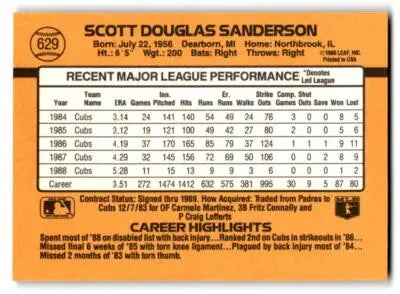 629
SCOTT DOUGLAS SANDERSON
Born: July 22, 1956 Dearborn, MI Home: Northbrook, IL
Ht.: 6'5" Wgt.: 200 Bats: Right Throws: Right
©1988 LEAF, INC.
Printed in USA
RECENT MAJOR LEAGUE PERFORMANCE *Denotes Led League
Year Team Name ERA Games Inn. Pitched Hits Runs Er. Runs Walks Strike Outs Comp. Games Shut Outs Save Won Lost
1984 Cubs 3.14 24 141 140 54 49 24 76 3 0 0 8 5
1985 Cubs 3.14 19 121 100 49 42 27 80 2 0 0 5 6
1986 Cubs 4.19 37 170 165 85 79 37 124 1 1 1 9 11
1987 Cubs 4.29 32 145 156 72 69 50 106 0 0 2 8 9
1988 Cubs 5.28 11 15 13 9 9 3 6 0 0 0 1 2
Career 3.51 272 1474 1412 632 575 381 995 30 9 5 87 80
Contract Status: Signed thru 1989. How Acquired: Traded from Padres
to Cubs 12/7/83 for OF Carmelo Martinez, 3B Fritz Connally and
P Craig Lefferts
CAREER HIGHLIGHTS
Spent most of '88 on disabled list with back injury... Ranked 2nd on Cubs in strikeouts in '86...
Missed final 6 weeks of '85 with torn knee ligament... Plagued by back injury most of '84...
Missed 2 months of '83 with torn thumb.